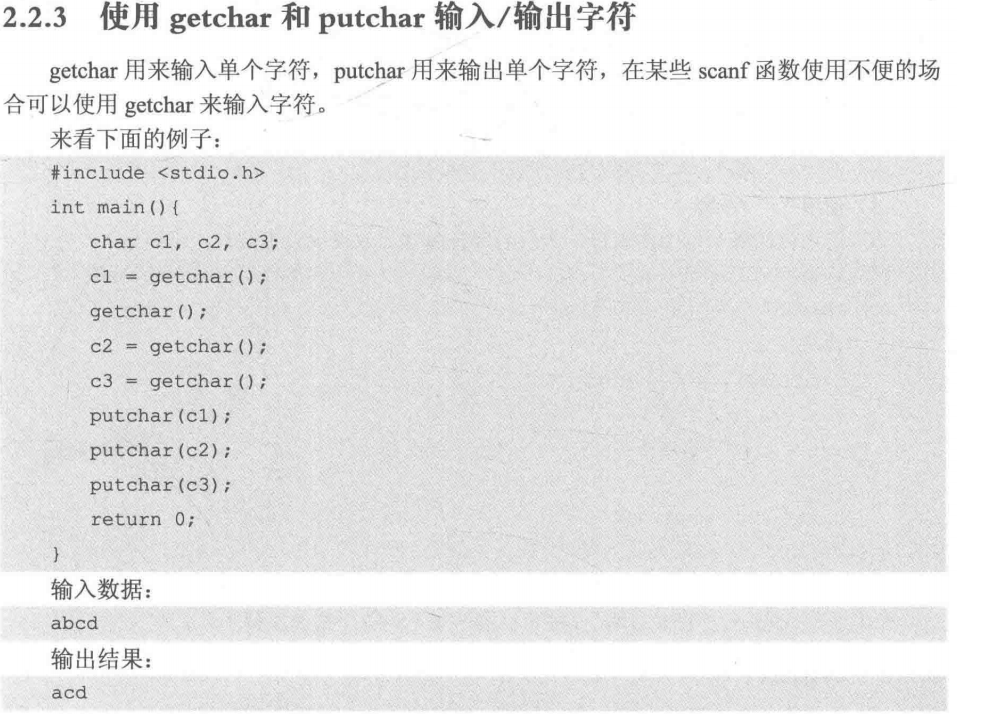 2.2.3 使用 getchar 和 putchar 输入/输出字符
getchar 用来输入单个字符，putchar 用来输出单个字符，在某些 scanf 函数使用不便的场
合可以使用 getchar 来输入字符。
来看下面的例子：
#include <stdio.h>
int main(){
char c1, c2, c3;
c1 = getchar();
getchar();
c2 = getchar();
c3 = getchar();
putchar(c1);
putchar(c2);
putchar(c3);
return 0;
}
输入数据：
abcd
输出结果：
acd